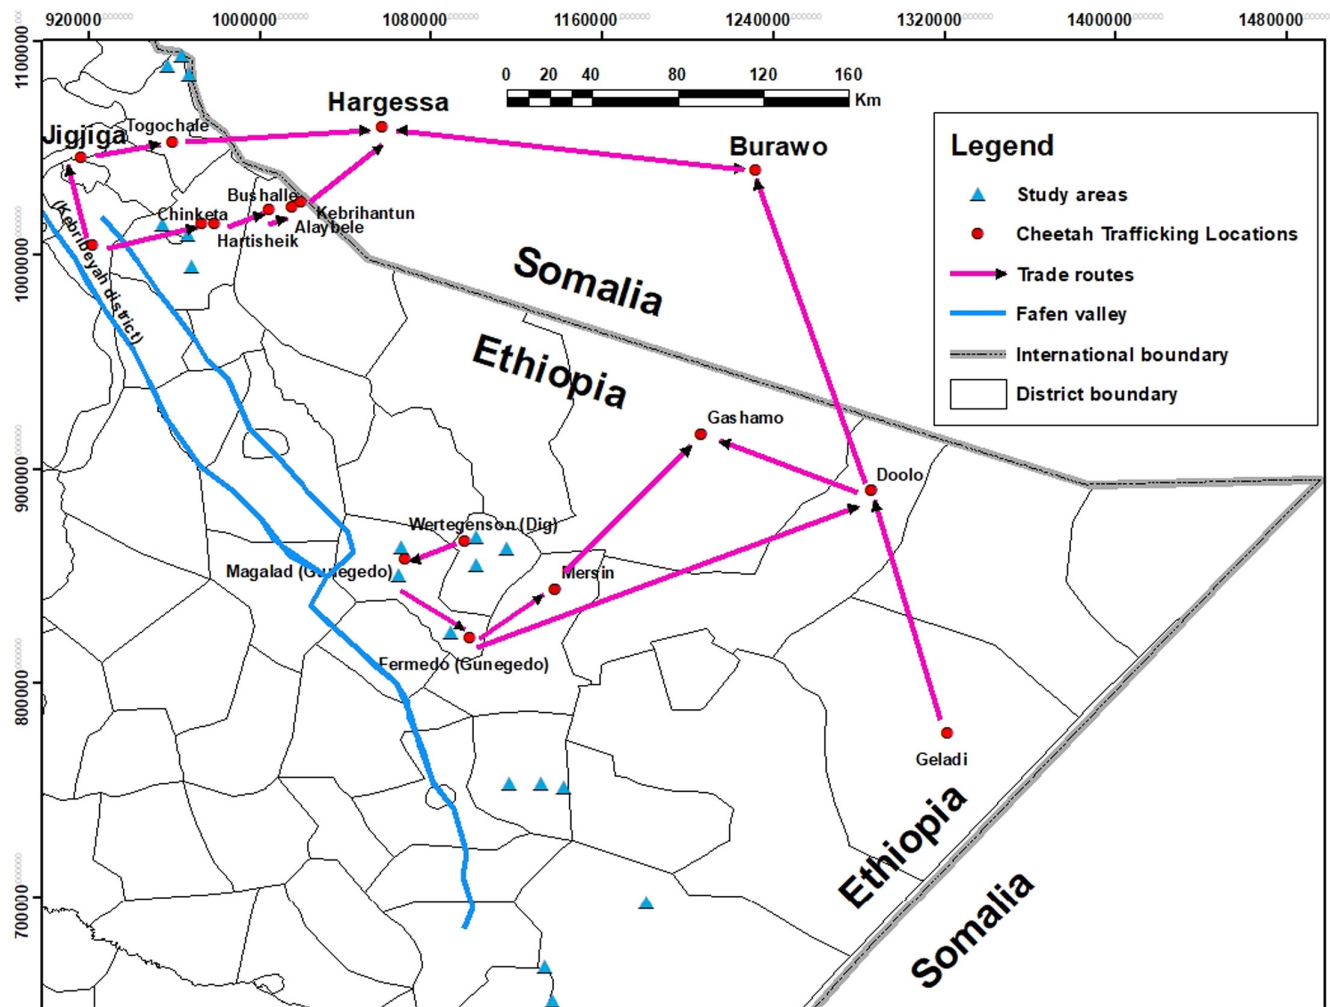 920000 1000000 1080000 1160000 1240000 1320000 1400000 1480000
1100000
1000000
900000
800000
700000
0 20 40 80 120 160
Km
Hargessa
Togochale
Jigjiga
Burawo
Bushalle
Chinketa
Kebrihantun
Alaybele
Hartisheik
(Kebribeyah district)
Somalia
Ethiopia
Legend
Study areas
Cheetah Trafficking Locations
Trade routes
Fafen valley
International boundary
District boundary
Gashamo
Doolo
Wertegenson (Dig)
Magalad (Gunegedo)
Mersin
Fermedo (Gunegedo)
Geladi
Ethiopia
Somalia